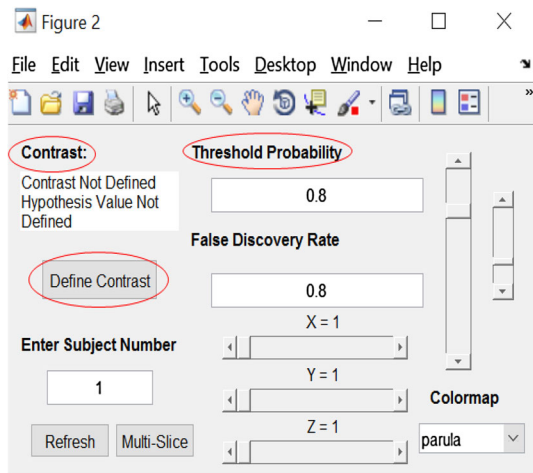 Figure 2
File Edit View Insert Tools Desktop Window Help
Contrast:
Threshold Probability
Contrast Not Defined
Hypothesis Value Not
Defined
0.8
False Discovery Rate
Define Contrast
0.8
X = 1
Enter Subject Number
Y = 1
1
Colormap
Z = 1
Refresh
Multi-Slice
parula